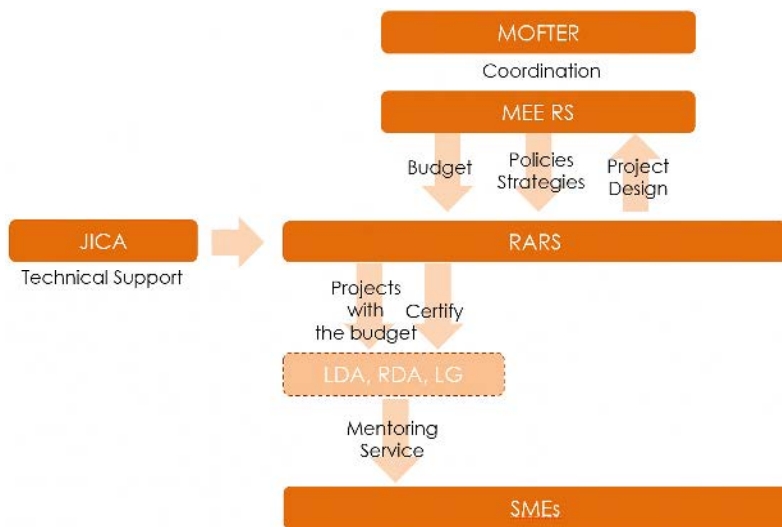 MOFTER
Coordination
MEE RS
Budget
Policies
Strategies
Project
Design
JICA
RARS
Technical Support
Projects
with
the budget
Certify
LDA, RDA, LG
Mentoring
Service
SMEs